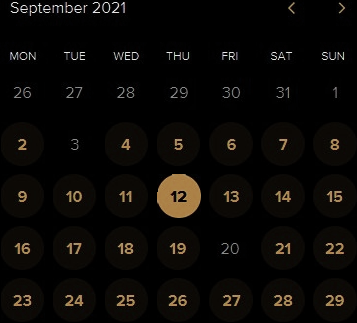 September 2021
MON TUE WED THU FRI SAT SUN
26 27 28 29 30 31 1
2 3 4 5 6 7 8
9 10 11 12 13 14 15
16 17 18 19 20 21 22
23 24 25 26 27 28 29